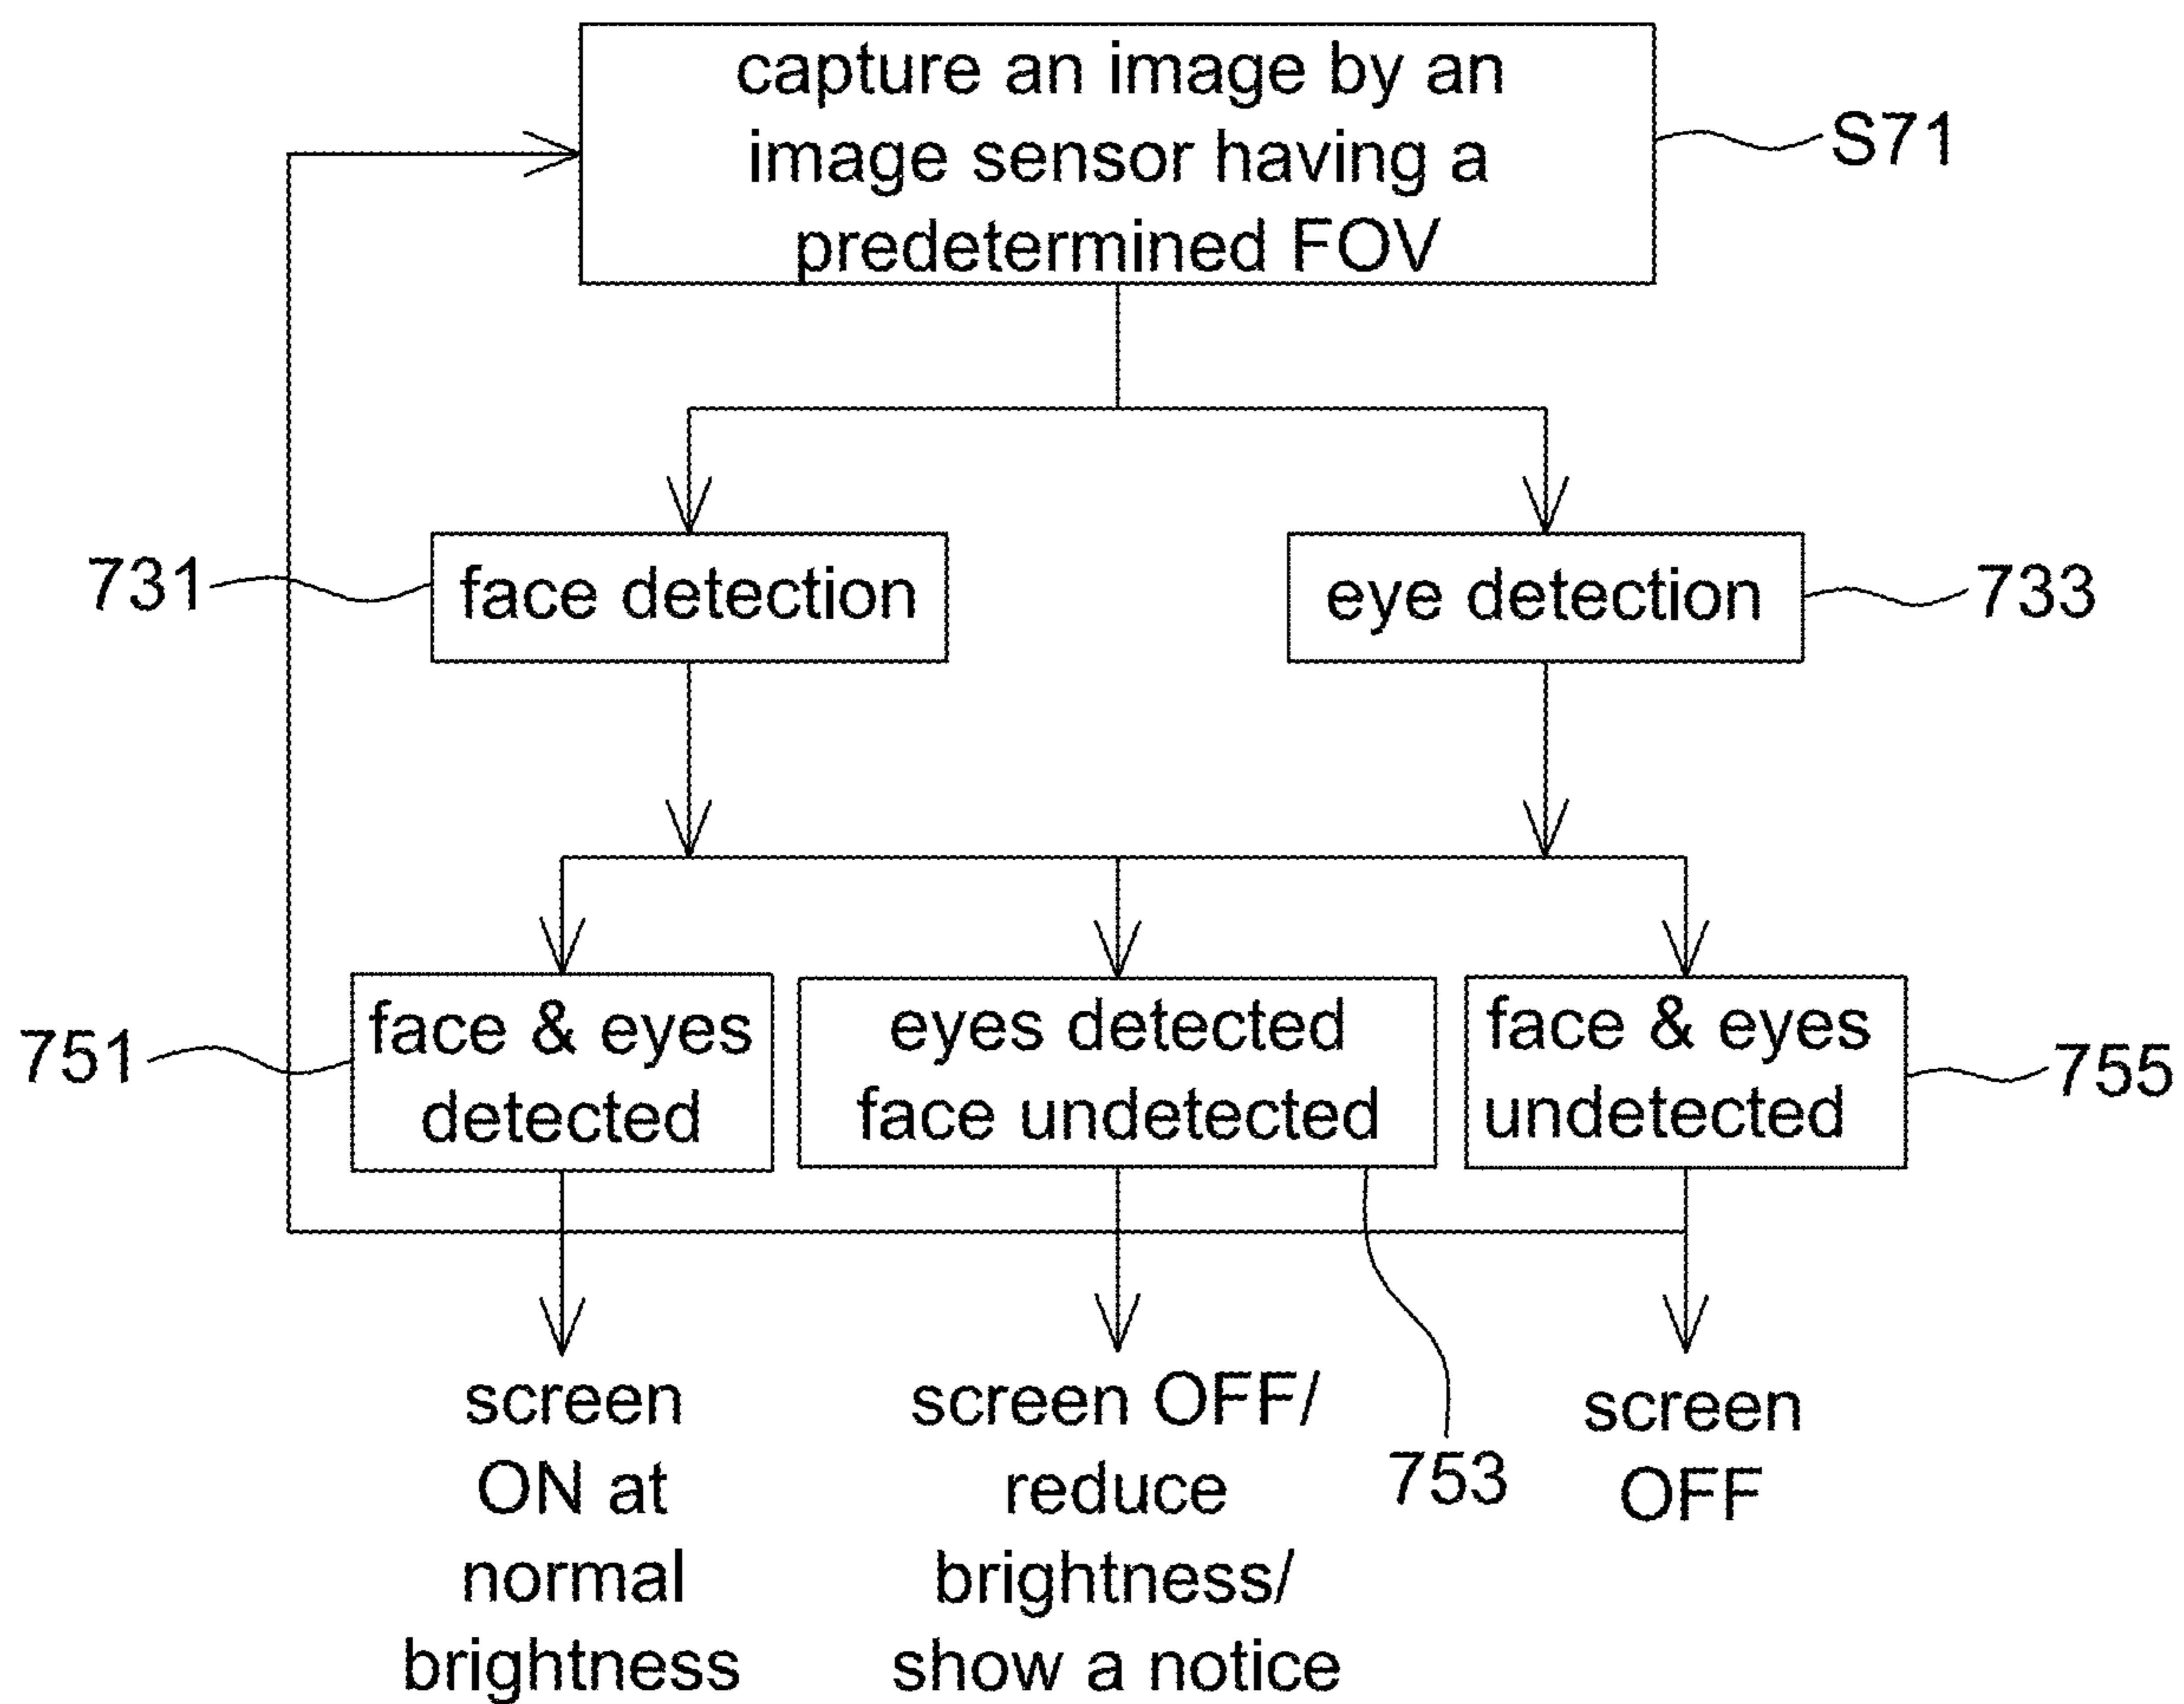 capture an image by an
image sensor having a
predetermined FOV
S71
731
face detection
eye detection
733
751
face & eyes
detected
eyes detected
face undetected
face & eyes
undetected
755
screen
ON at
normal
brightness
screen OFF/
reduce
brightness/
show a notice
753
screen
OFF